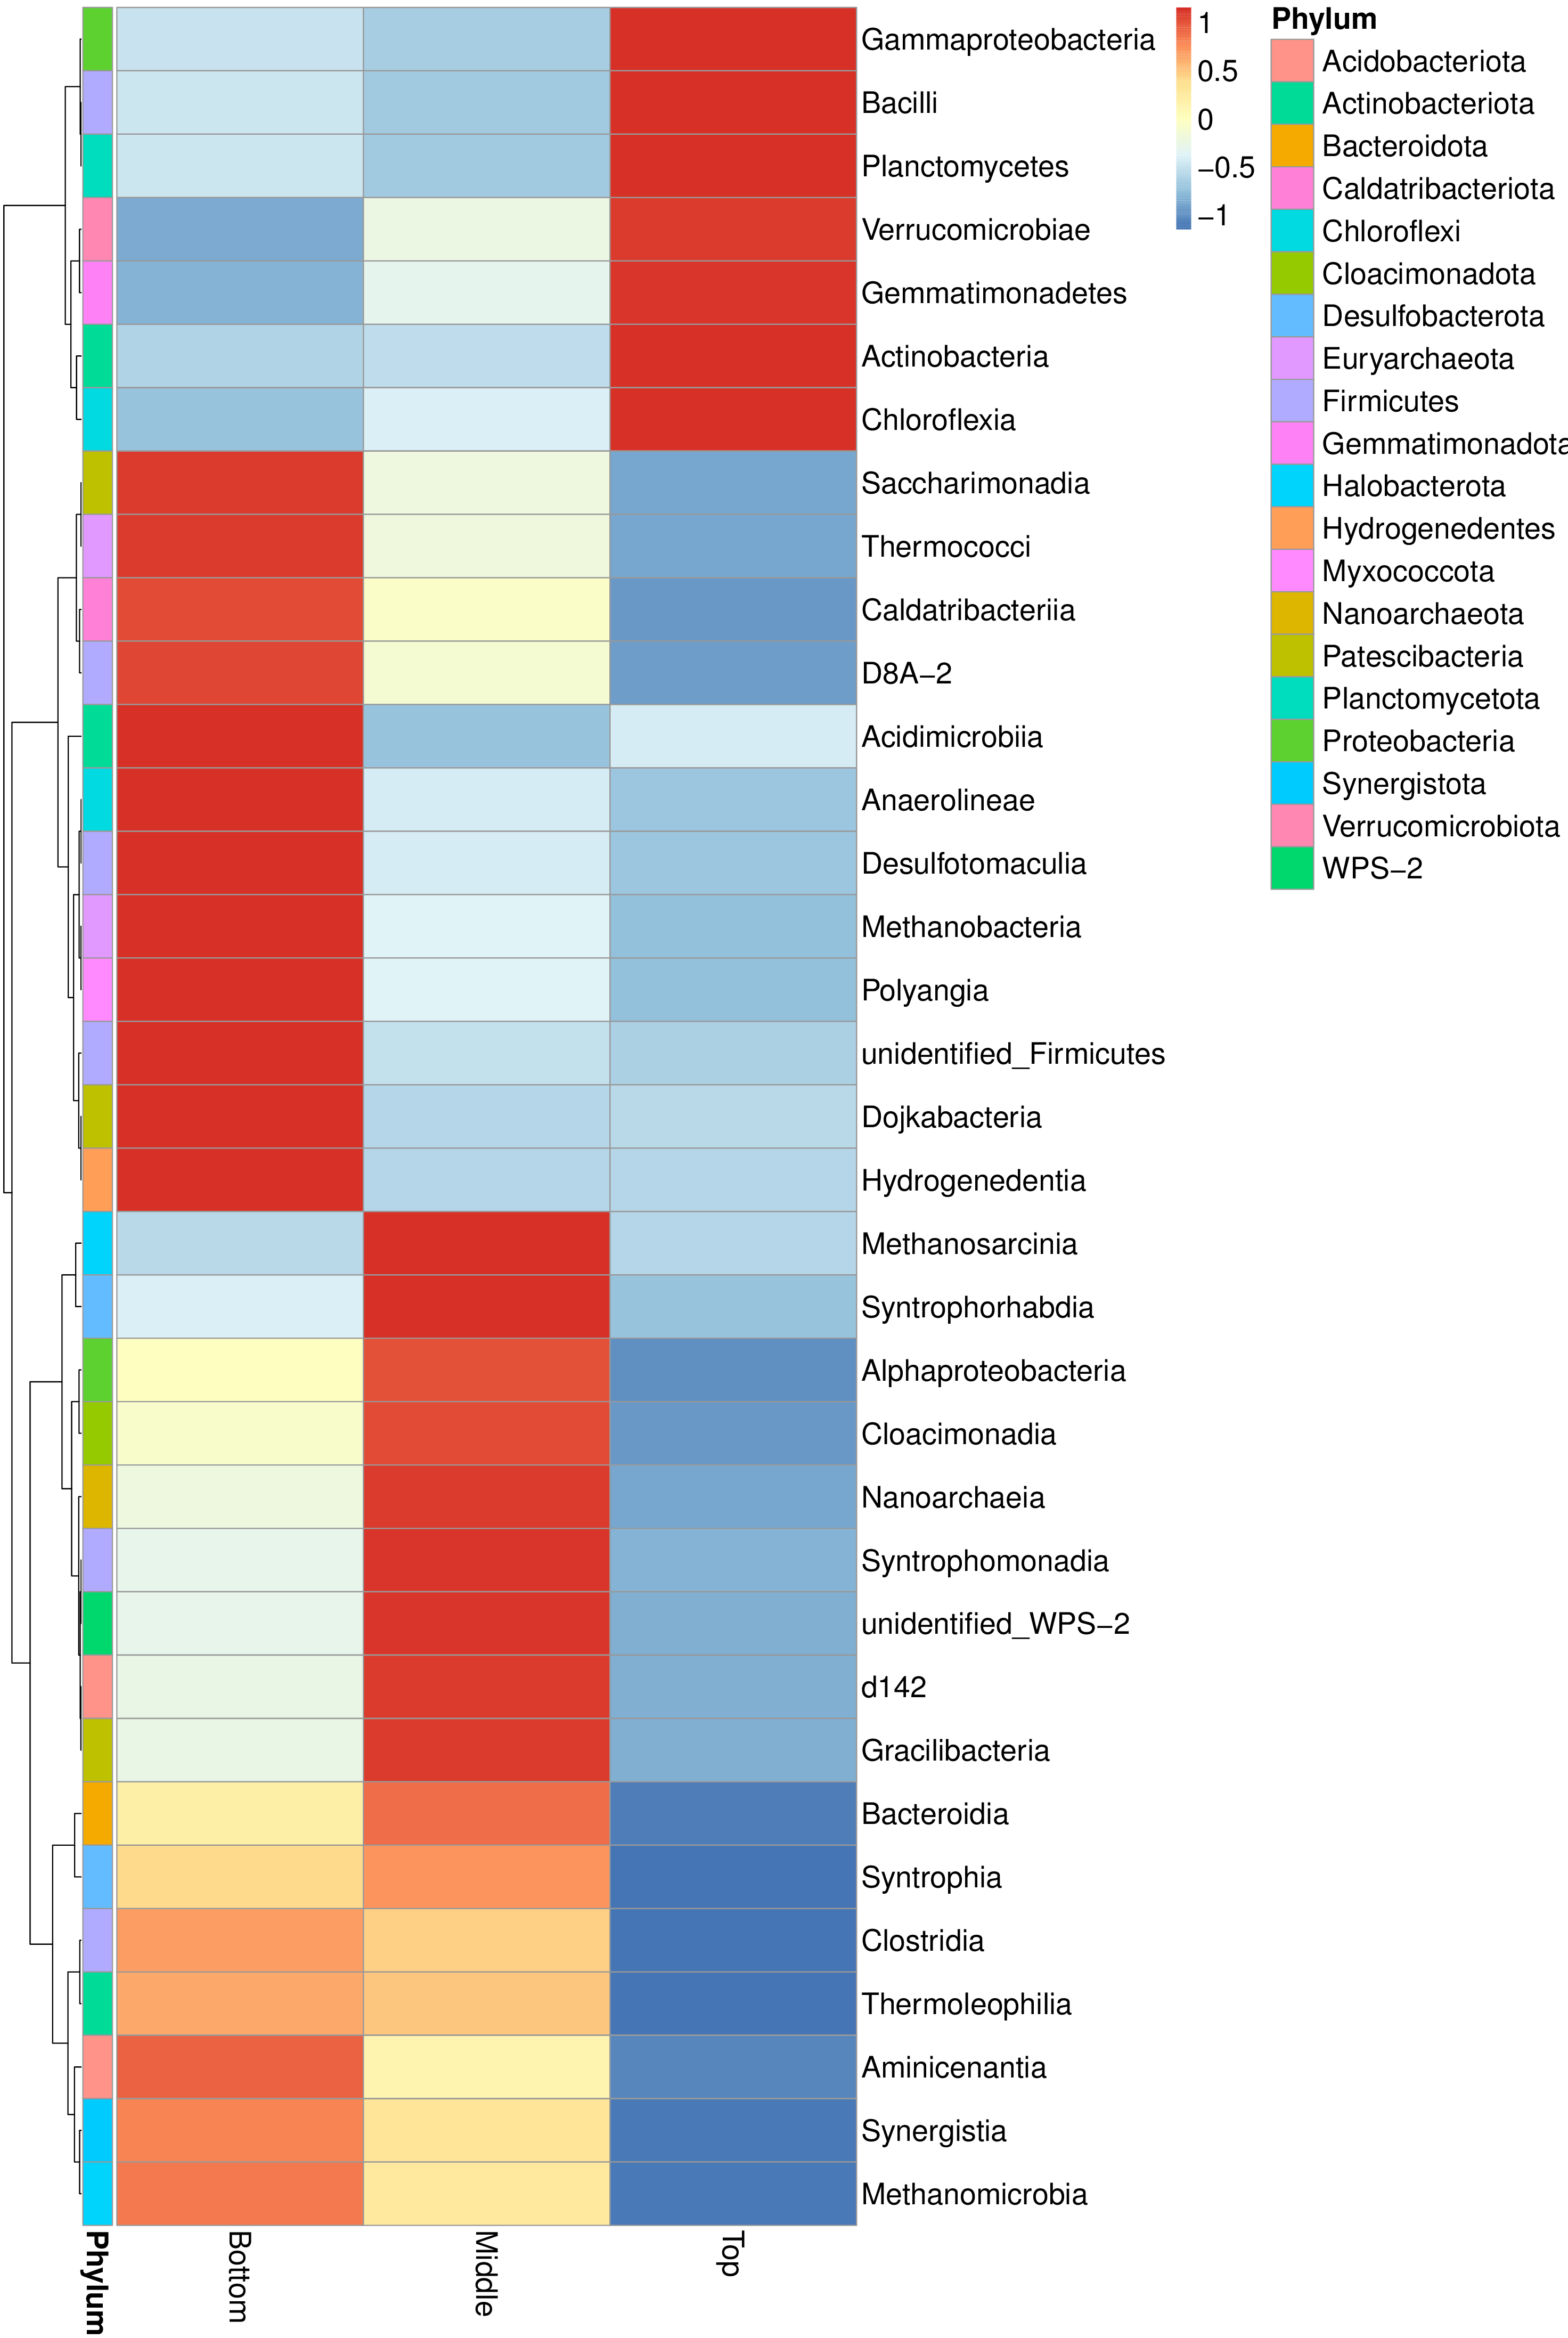 Gammaproteobacteria
Bacilli
Planctomycetes
Verrucomicrobiae
Gemmatimonadetes
Actinobacteria
Chloroflexia
Saccharimonadia
Thermococci
Caldatribacteriia
D8A−2
Acidimicrobiia
Anaerolineae
Desulfotomaculia
Methanobacteria
Polyangia
unidentified_Firmicutes
Dojkabacteria
Hydrogenedentia
Methanosarcinia
Syntrophorhabdia
Alphaproteobacteria
Cloacimonadia
Nanoarchaeia
Syntrophomonadia
unidentified_WPS−2
d142
Gracilibacteria
Bacteroidia
Syntrophia
Clostridia
Thermoleophilia
Aminicenantia
Synergistia
Methanomicrobia
Phylum
Bottom
Middle
Top
1
0.5
0
−0.5
−1
Phylum
Acidobacteriota
Actinobacteriota
Bacteroidota
Caldatribacteriota
Chloroflexi
Cloacimonadota
Desulfobacterota
Euryarchaeota
Firmicutes
Gemmatimonadota
Halobacterota
Hydrogenedentes
Myxococcota
Nanoarchaeota
Patescibacteria
Planctomycetota
Proteobacteria
Synergistota
Verrucomicrobiota
WPS−2